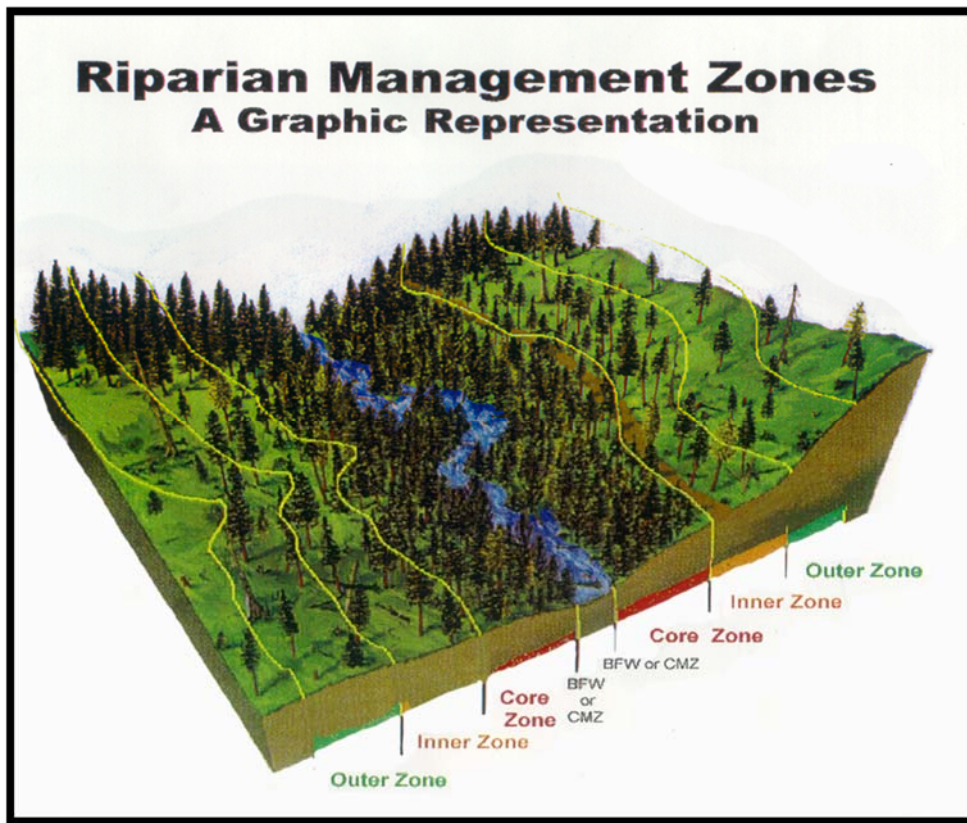 Riparian Management Zones
A Graphic Representation
Outer Zone
Inner Zone
Core Zone
BFW or CMZ
BFW
or
CMZ
Core
Zone
Inner Zone
Outer Zone